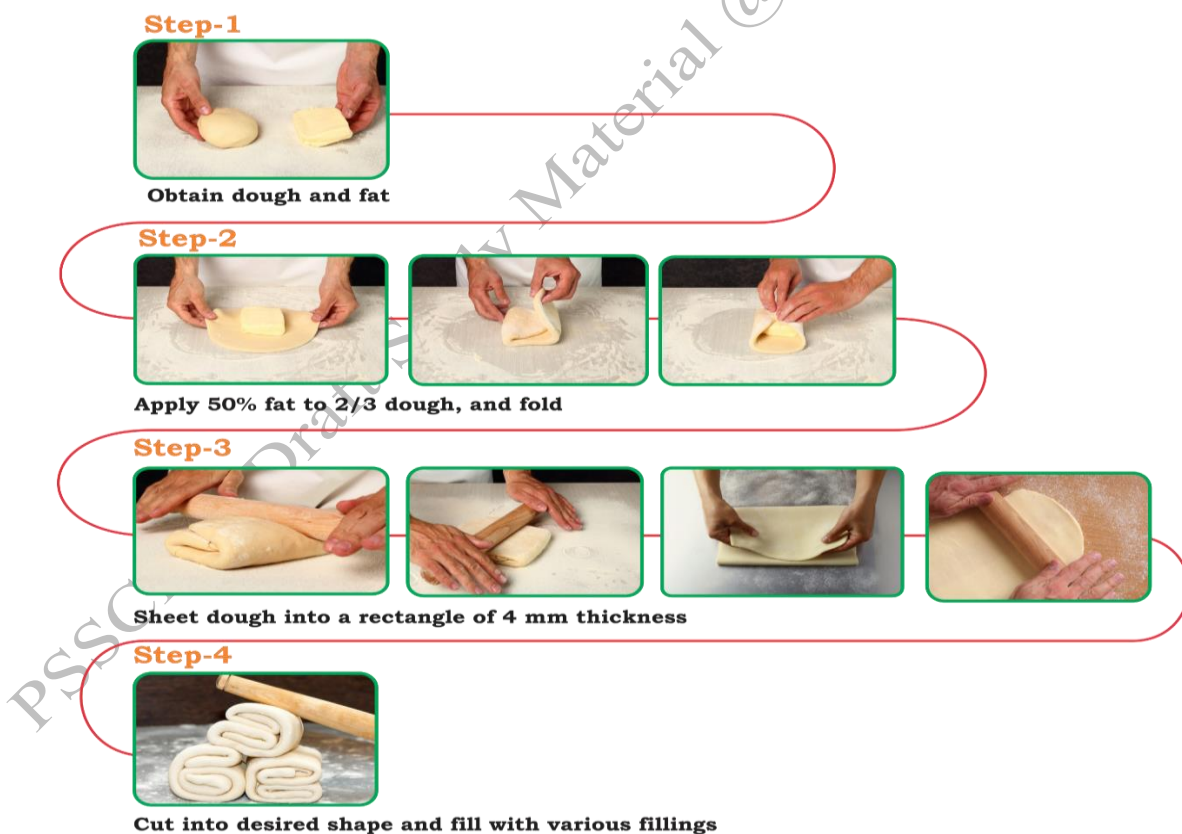 Step-1
Obtain dough and fat
Step-2
Apply 50% fat to 2/3 dough, and fold
Step-3
Sheet dough into a rectangle of 4 mm thickness
Step-4
Cut into desired shape and fill with various fillings
Draft Material @